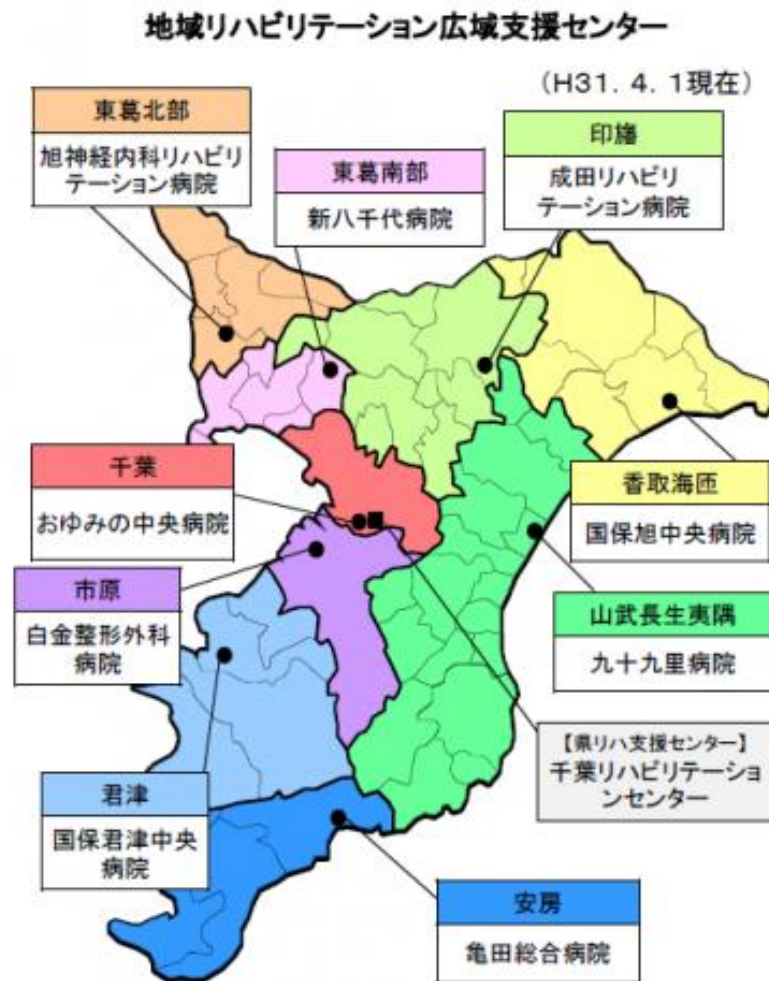 地域リハビリテーション広域支援センター
（H31．4．1現在）
東葛北部
旭神経内科リハビリ
テーション病院
東葛南部
新八千代病院
印旛
成田リハビリ
テーション病院
千葉
おゆみの中央病院
香取海匝
国保旭中央病院
市原
白金整形外科
病院
山武長生夷隅
九十九里病院
【県リハ支援センター】
千葉リハビリテーショ
ンセンター
君津
国保君津中央
病院
安房
亀田総合病院